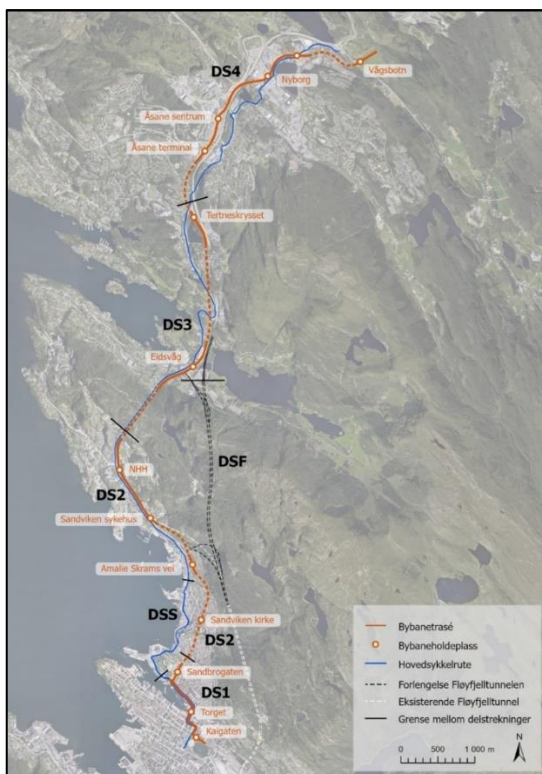 DS4
Nyborg
Vågsbotn
Åsane sentrum
Åsane terminal
Tertneskrysset
DS3
Eidsvåg
DSF
NHH
DS2
Sandviken sykehus
Amalie Skrams vei
DSS
Sandviken kirke
DS2
Sandbrogaten
DS1
Torget
Kaigaten
Bybanetrasé
Bybaneholdeplass
Hovedsykkelrute
Forlengelse Fløyfjelltunnelen
Eksisterende Fløyfjelltunnel
Grense mellom delstrekninger
N
0 500 1 000 m